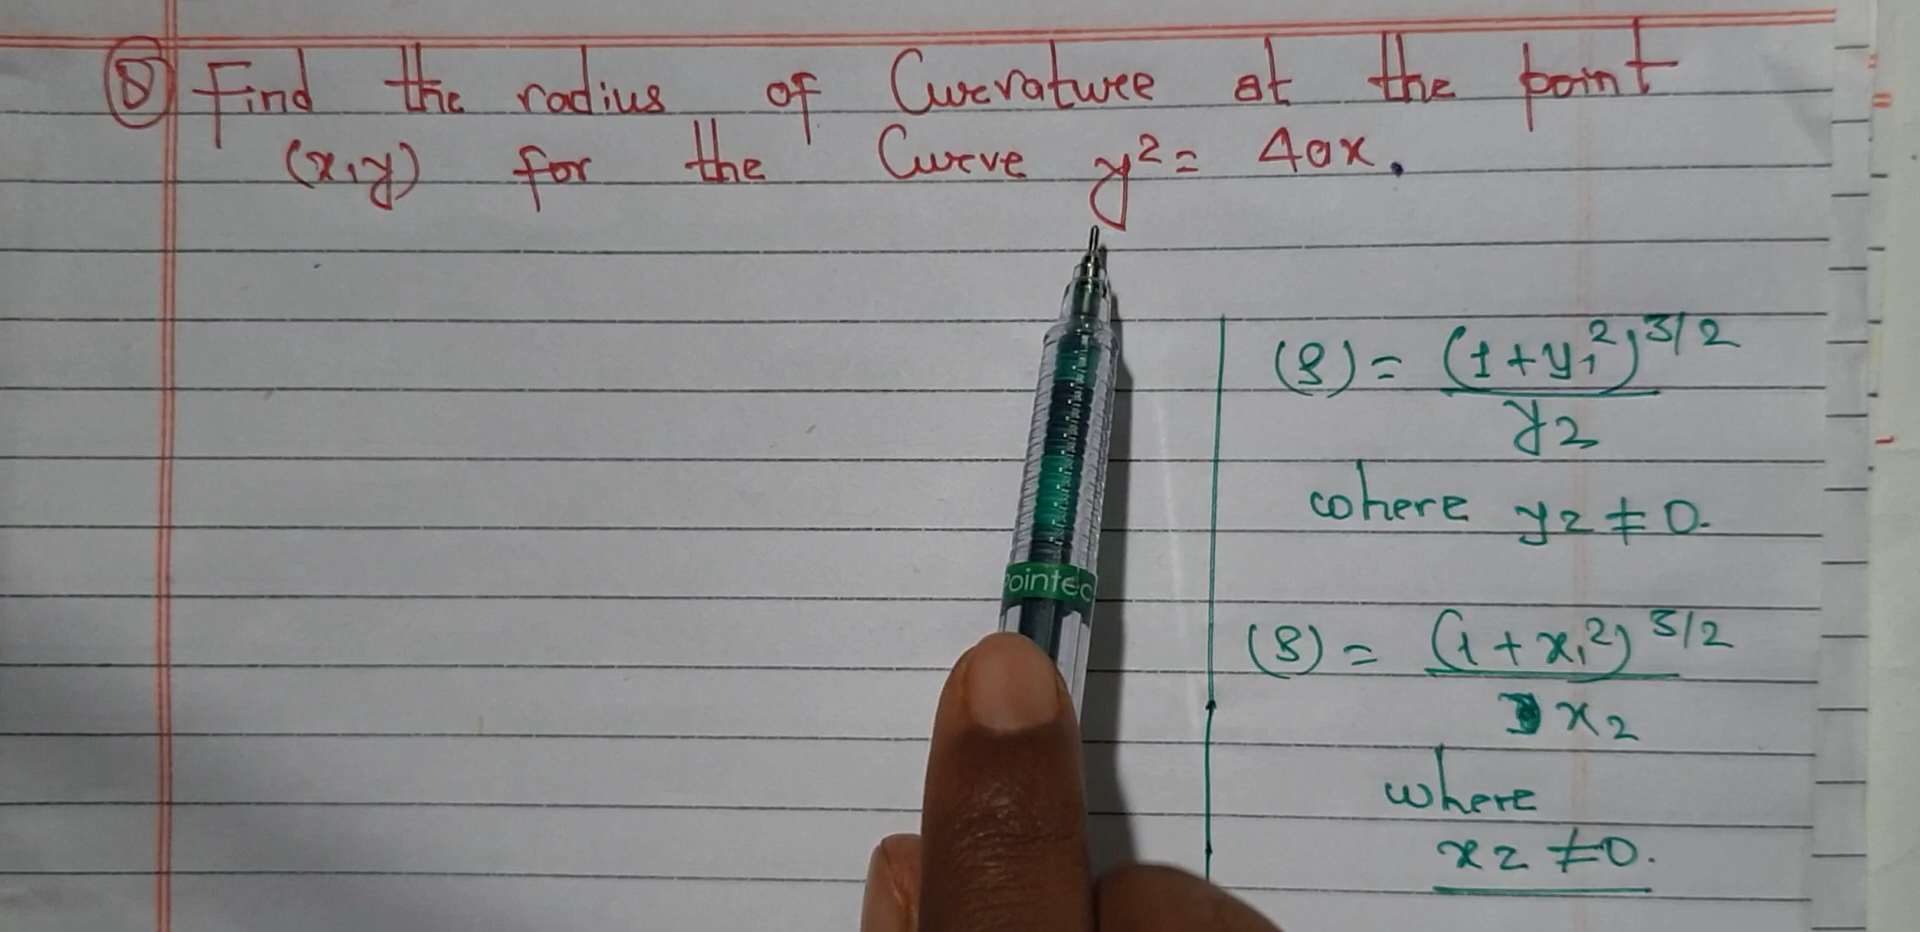 ⑧ Find the radius of Curvature at the point
(x,y) for the Curve y² = 4ax.
(ρ) = (1+y₁²)^3/2
y₂
where y₂ ≠ 0.
ointed
(ρ) = (1+x₁²)^3/2
x₂
where
x₂ ≠ 0.